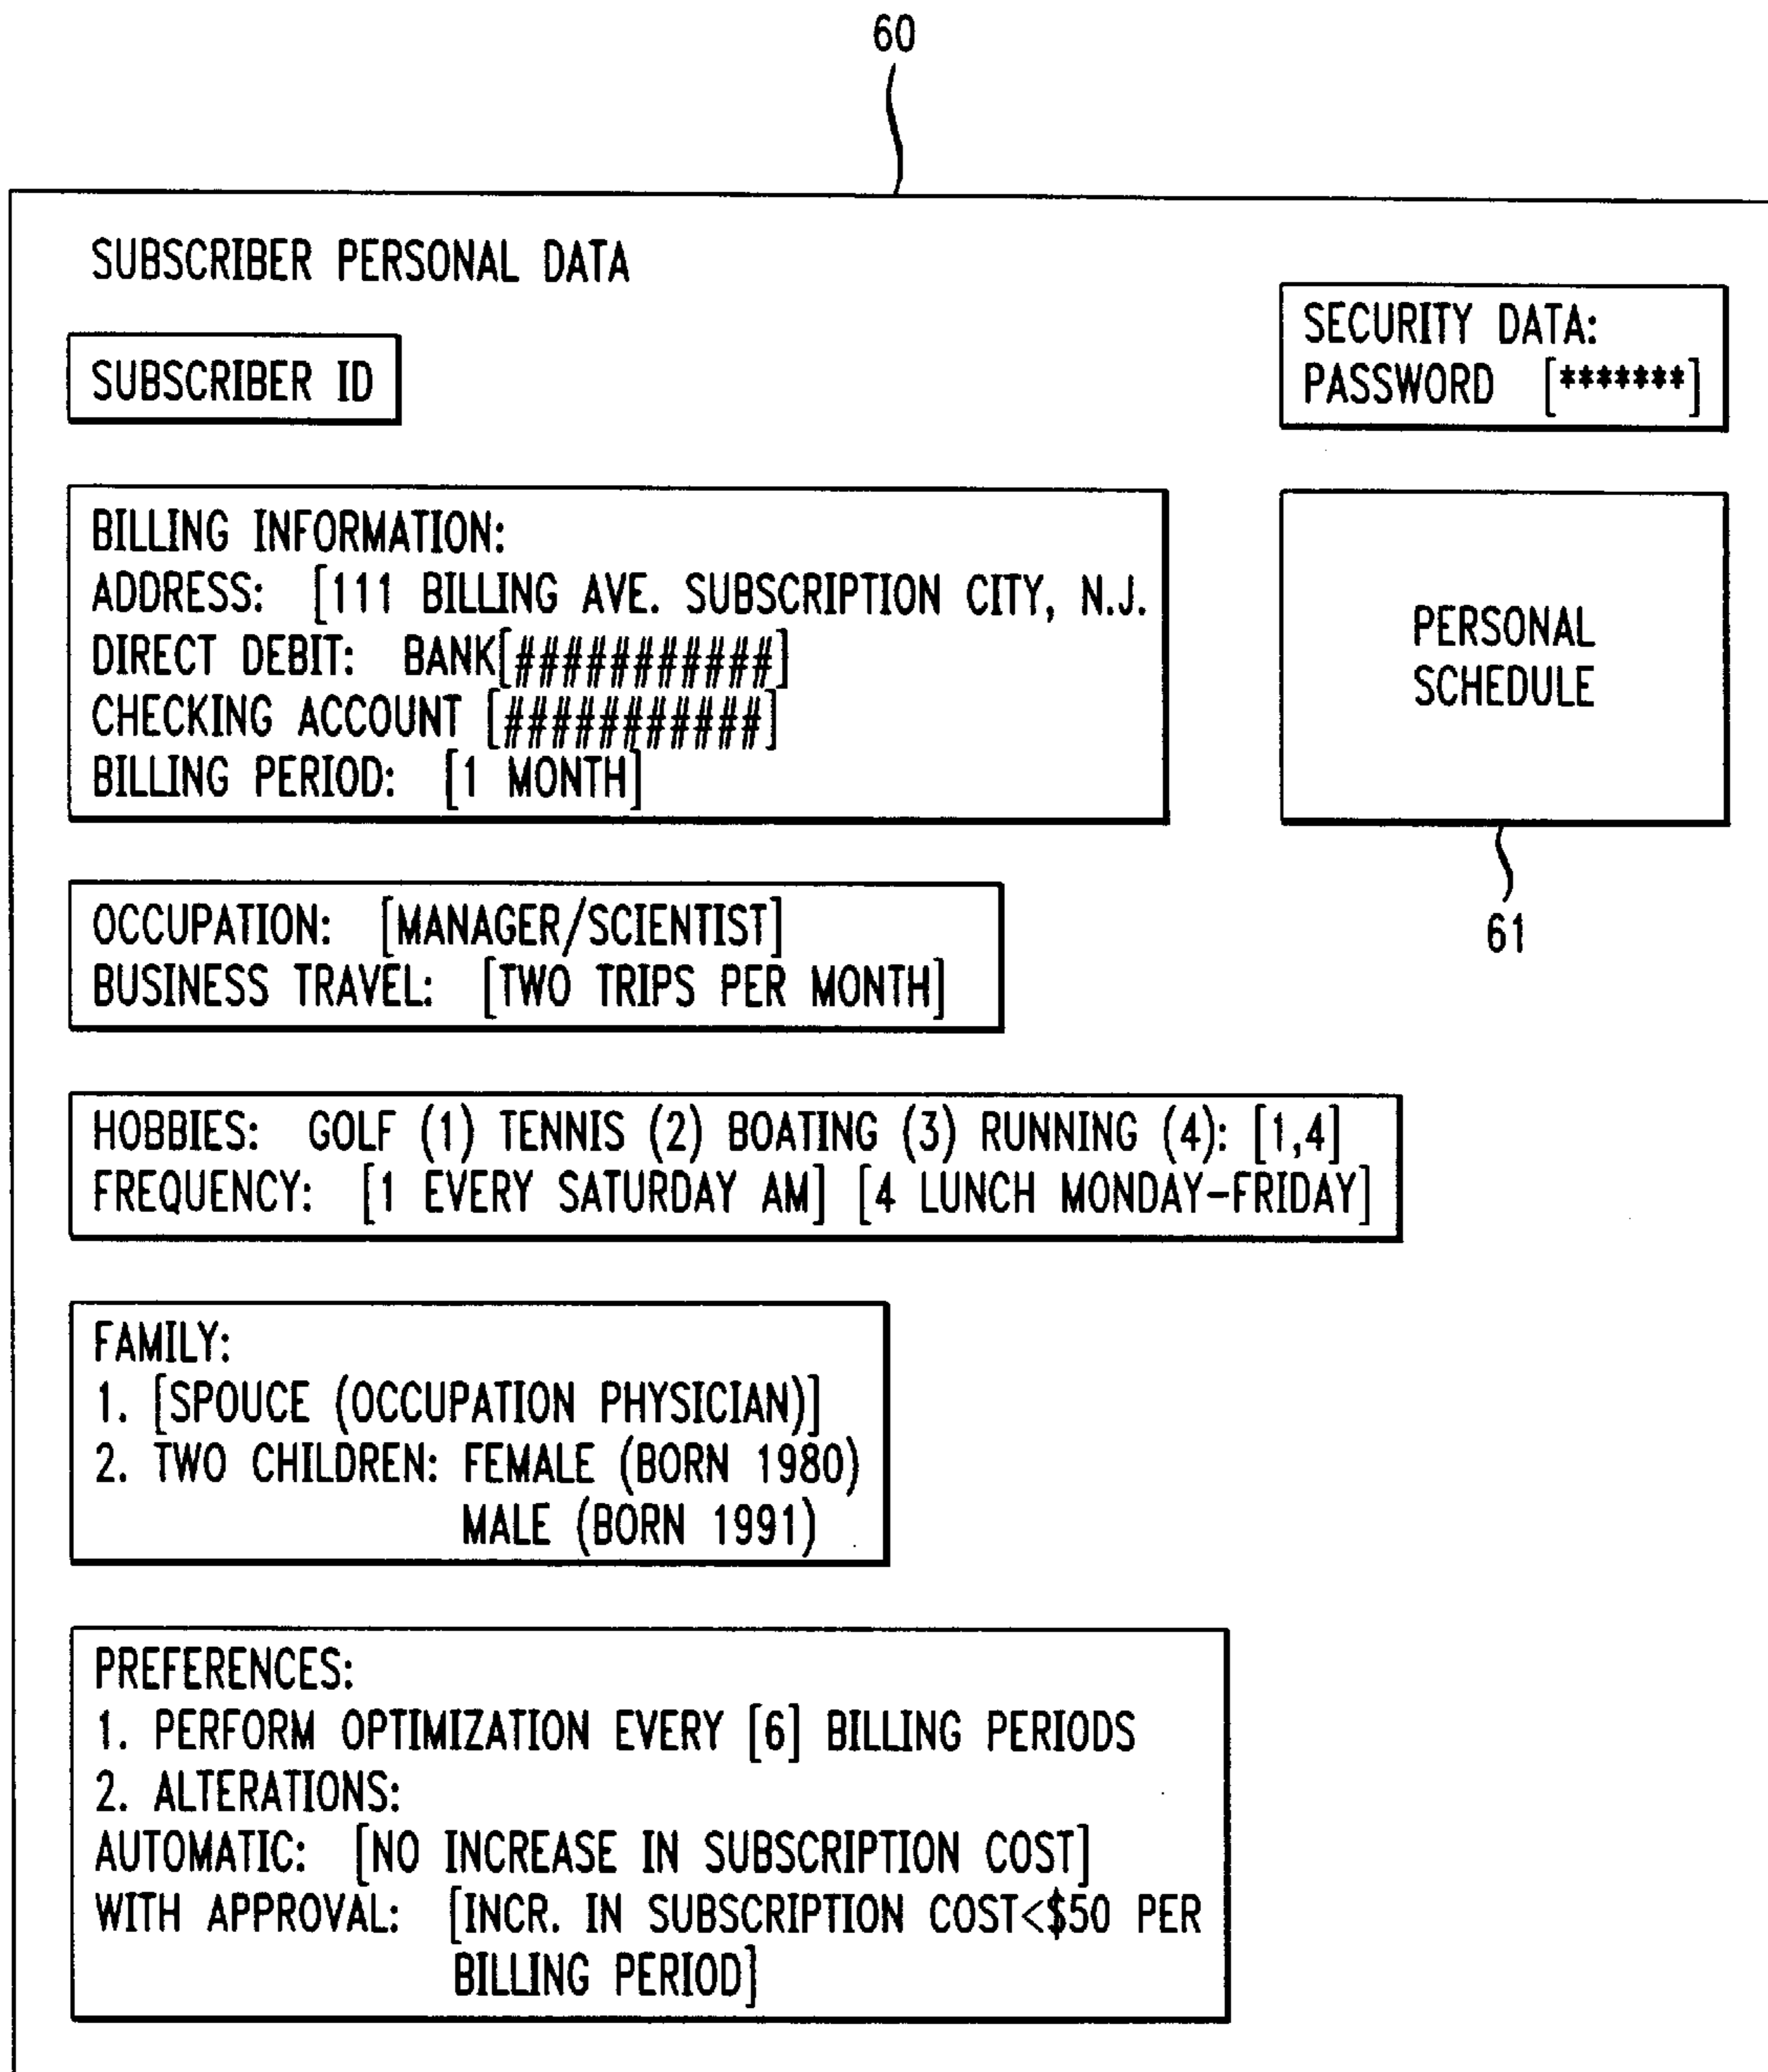 60
SUBSCRIBER PERSONAL DATA
SUBSCRIBER ID
SECURITY DATA:
PASSWORD [*******]
BILLING INFORMATION:
ADDRESS: [111 BILLING AVE. SUBSCRIPTION CITY, N.J.
DIRECT DEBIT: BANK[###########]
CHECKING ACCOUNT [###########]
BILLING PERIOD: [1 MONTH]
PERSONAL
SCHEDULE
61
OCCUPATION: [MANAGER/SCIENTIST]
BUSINESS TRAVEL: [TWO TRIPS PER MONTH]
HOBBIES: GOLF (1) TENNIS (2) BOATING (3) RUNNING (4): [1,4]
FREQUENCY: [1 EVERY SATURDAY AM] [4 LUNCH MONDAY-FRIDAY]
FAMILY:
1. [SPOUCE (OCCUPATION PHYSICIAN)]
2. TWO CHILDREN: FEMALE (BORN 1980)
MALE (BORN 1991)
PREFERENCES:
1. PERFORM OPTIMIZATION EVERY [6] BILLING PERIODS
2. ALTERATIONS:
AUTOMATIC: [NO INCREASE IN SUBSCRIPTION COST]
WITH APPROVAL: [INCR. IN SUBSCRIPTION COST<$50 PER
BILLING PERIOD]